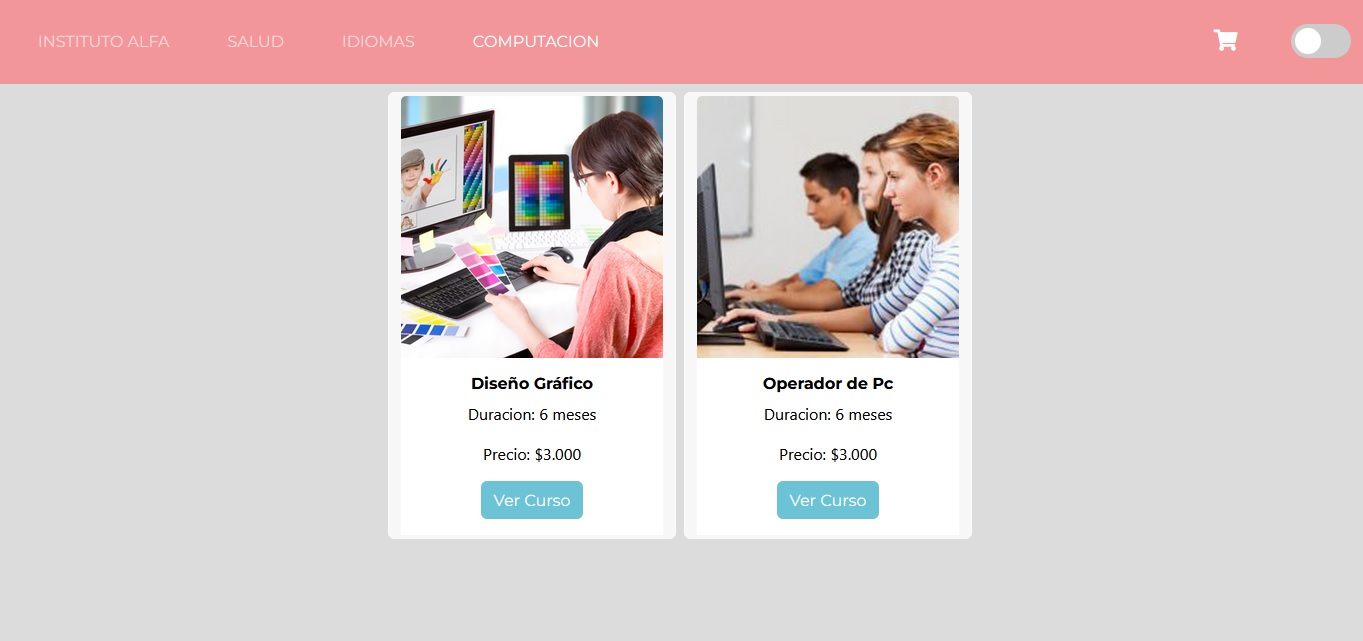 INSTITUTO ALFA SALUD IDIOMAS COMPUTACION
Diseño Gráfico
Duracion: 6 meses
Precio: $3.000
Ver Curso
Operador de Pc
Duracion: 6 meses
Precio: $3.000
Ver Curso